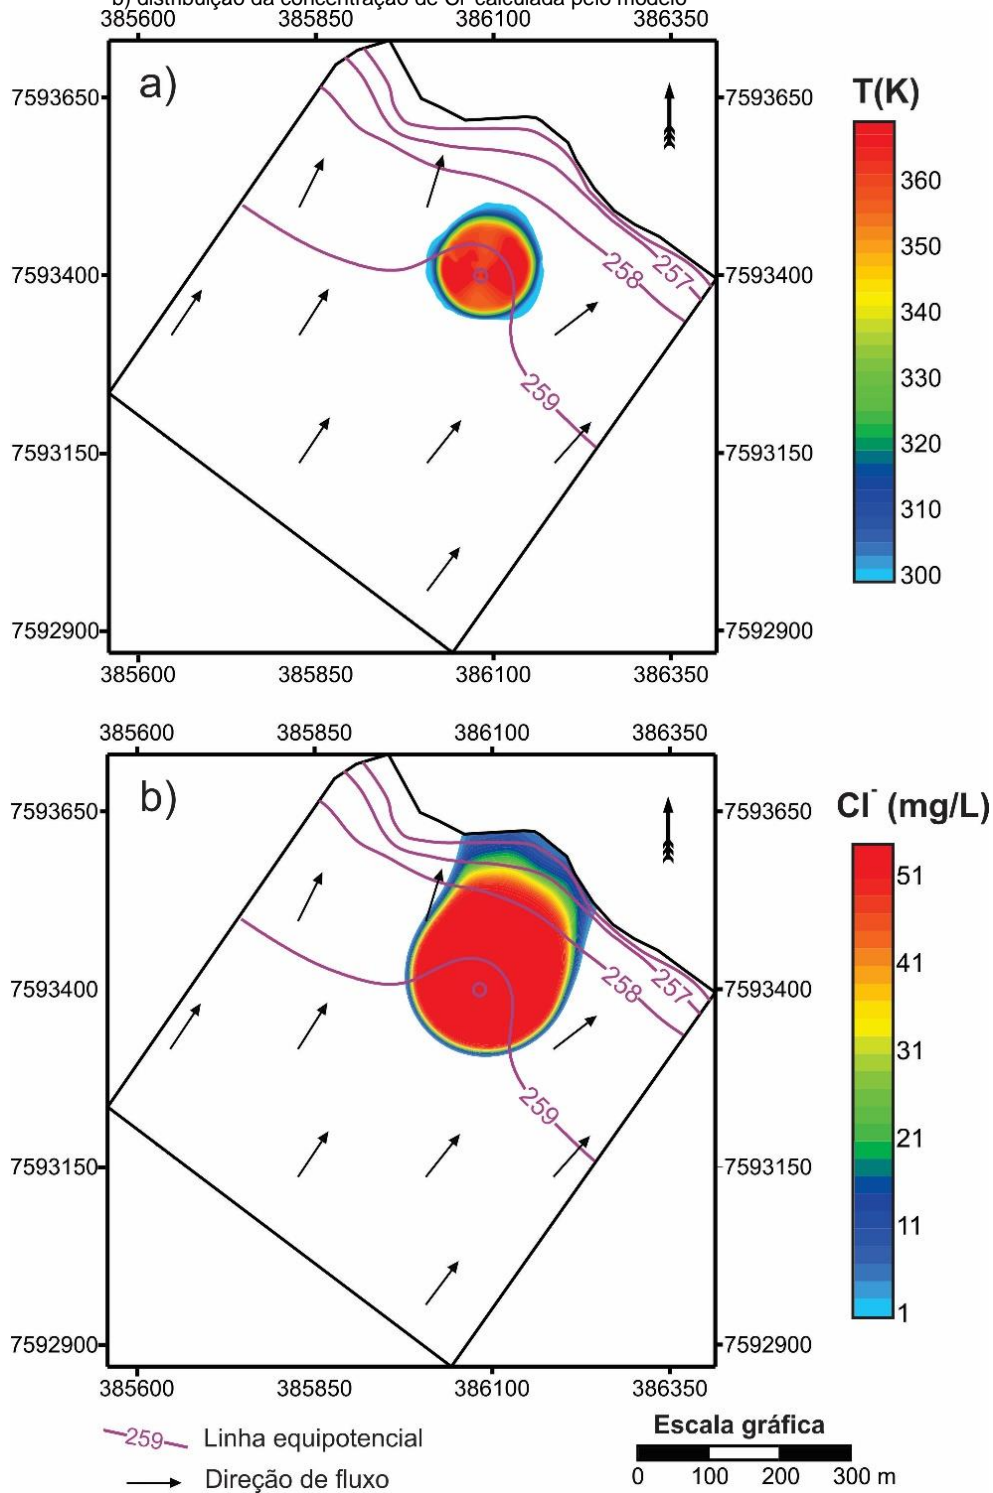 b) distribuição da concentração de Cl- calculada pelo modelo
385600 385850 386100 386350
a)
T(K)
7593650 7593650
360
350
7593400 7593400
258 257
340
330
259
320
7593150 7593150
310
300
7592900 7592900
385600 385850 386100 386350
385600 385850 386100 386350
b)
Cl- (mg/L)
7593650 7593650
51
41
7593400 7593400
258 257
31
259
21
7593150 7593150
11
1
7592900 7592900
385600 385850 386100 386350
259 Linha equipotencial
Direção de fluxo
Escala gráfica
0 100 200 300 m